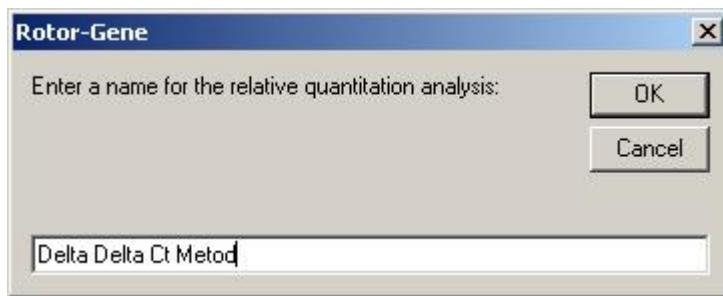 Rotor-Gene
Enter a name for the relative quantitation analysis:
OK
Cancel
Delta Delta Ct Metod